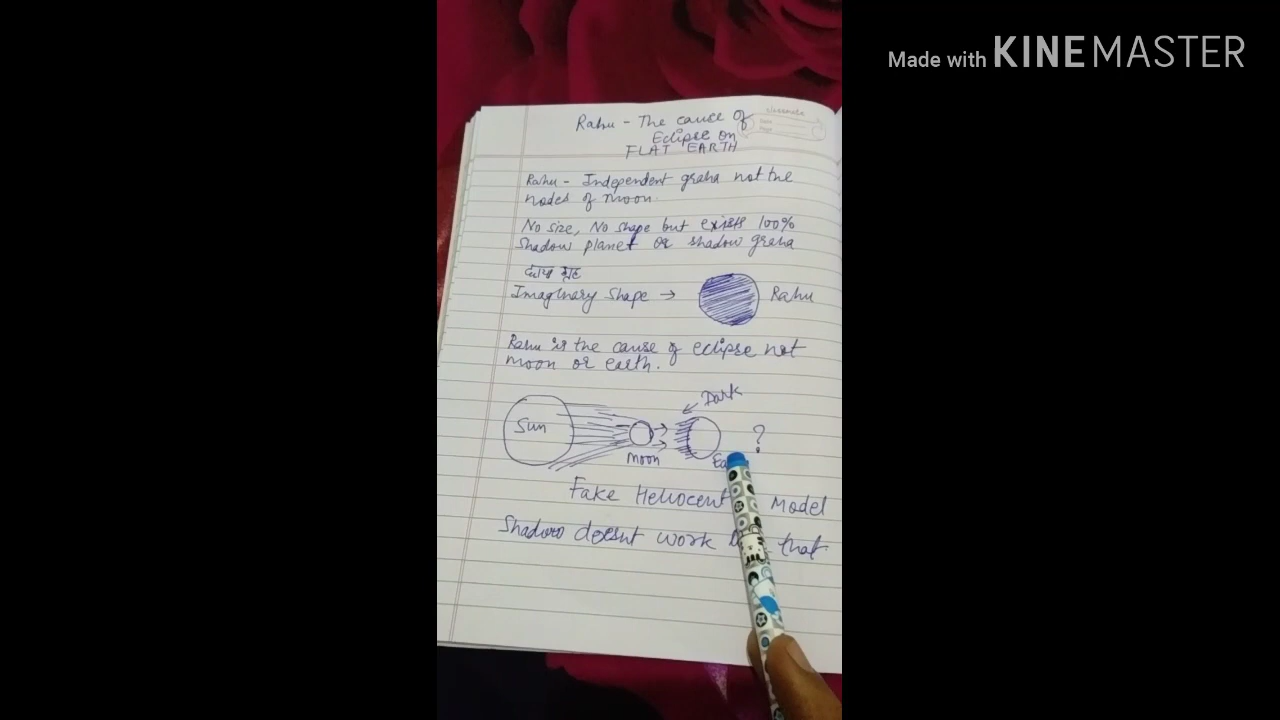 Made with KINEMASTER
Rahu - The cause of
Eclipse on
FLAT EARTH
Rahu - Independent graha not the
nodes of moon.
No size, No shape but exists 100%
Shadow planet or shadow graha
छाया ग्रह
Imaginary shape → Rahu
Rahu is the cause of eclipse not
moon or earth.
Dark
Sun
?
moon
Fake Heliocent Model
Shadow doesnt work that